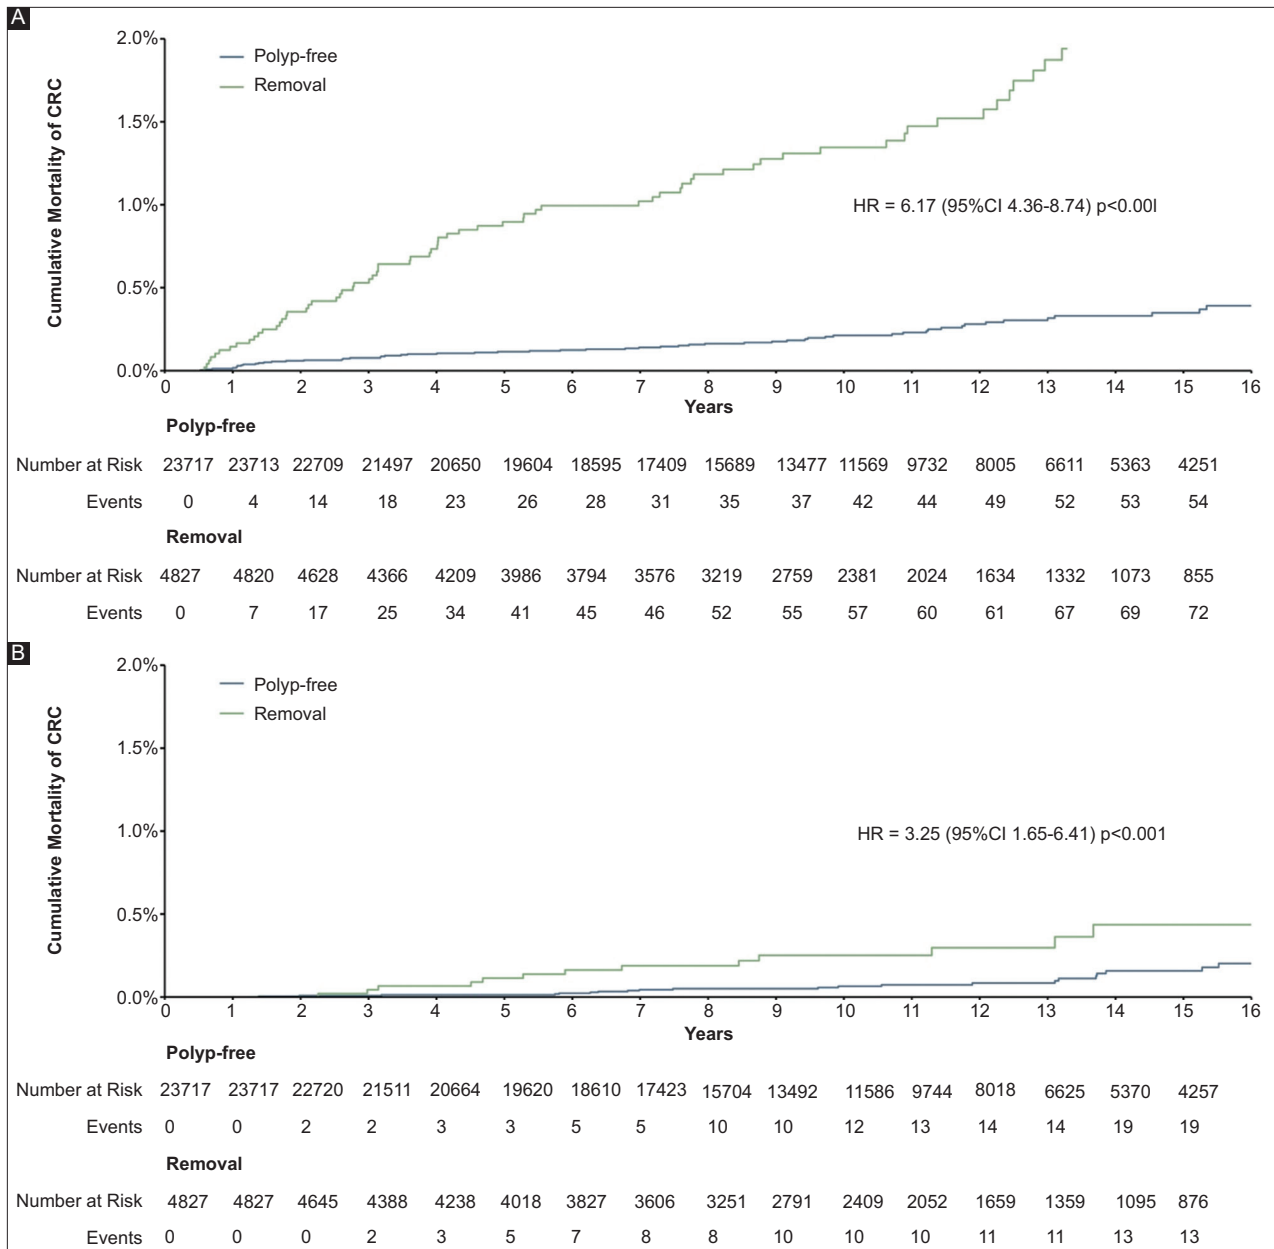 A
Cumulative Mortality of CRC
2.0%
1.5%
1.0%
0.5%
0.0%
Polyp-free
Removal
HR = 6.17 (95%CI 4.36-8.74) p<0.00I
0 1 2 3 4 5 6 7 8 9 10 11 12 13 14 15 16
Years
Polyp-free
Number at Risk 23717 23713 22709 21497 20650 19604 18595 17409 15689 13477 11569 9732 8005 6611 5363 4251
Events 0 4 14 18 23 26 28 31 35 37 42 44 49 52 53 54
Removal
Number at Risk 4827 4820 4628 4366 4209 3986 3794 3576 3219 2759 2381 2024 1634 1332 1073 855
Events 0 7 17 25 34 41 45 46 52 55 57 60 61 67 69 72
B
Cumulative Mortality of CRC
2.0%
1.5%
1.0%
0.5%
0.0%
Polyp-free
Removal
HR = 3.25 (95%CI 1.65-6.41) p<0.001
0 1 2 3 4 5 6 7 8 9 10 11 12 13 14 15 16
Years
Polyp-free
Number at Risk 23717 23717 22720 21511 20664 19620 18610 17423 15704 13492 11586 9744 8018 6625 5370 4257
Events 0 0 2 2 3 3 5 5 10 10 12 13 14 14 19 19
Removal
Number at Risk 4827 4827 4645 4388 4238 4018 3827 3606 3251 2791 2409 2052 1659 1359 1095 876
Events 0 0 0 2 3 5 7 8 8 10 10 10 11 11 13 13